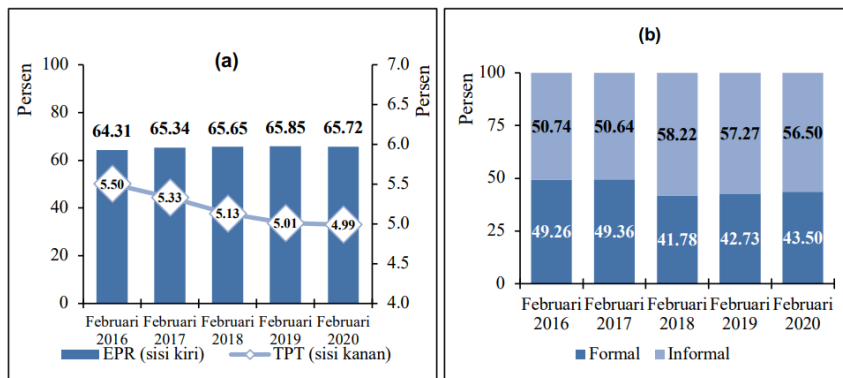 (a)
Persen
Persen
100
80
60
40
20
0
7.0
6.5
6.0
5.5
5.0
4.5
4.0
64.31 65.34 65.65 65.85 65.72
5.50 5.33 5.13 5.01 4.99
Februari Februari Februari Februari Februari
2016 2017 2018 2019 2020
EPR (sisi kiri) TPT (sisi kanan)
(b)
Persen
100
75
50
25
0
50.74 50.64 58.22 57.27 56.50
49.26 49.36 41.78 42.73 43.50
Februari Februari Februari Februari Februari
2016 2017 2018 2019 2020
Formal Informal